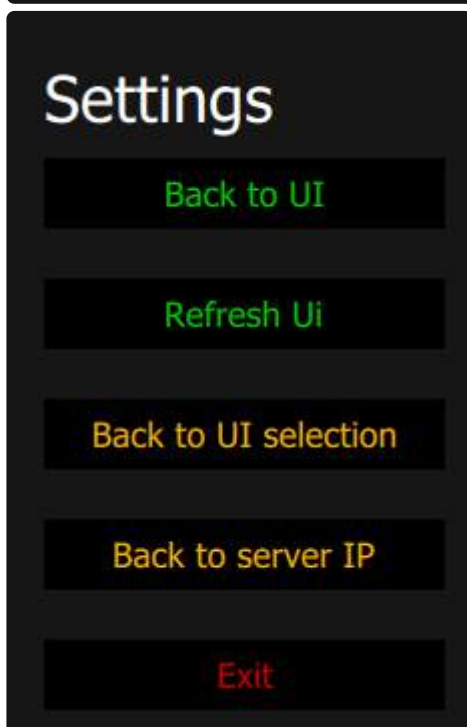 Settings
Back to UI
Refresh Ui
Back to UI selection
Back to server IP
Exit